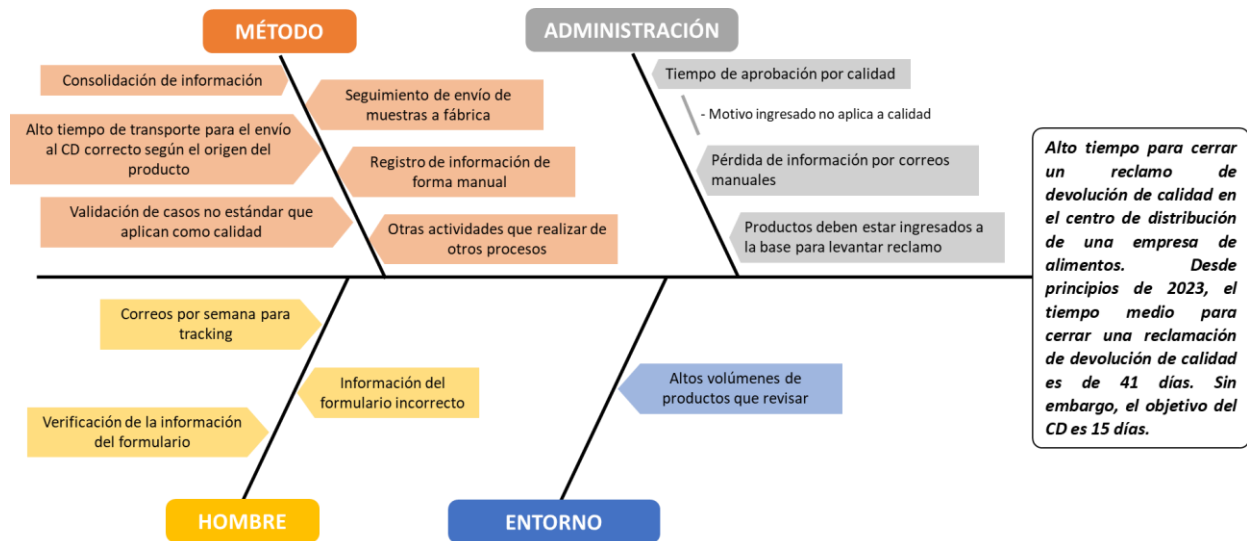 MÉTODO
Consolidación de información
Seguimiento de envío de
muestras a fábrica
Alto tiempo de transporte para el envío
al CD correcto según el origen del
producto
Registro de información de
forma manual
Validación de casos no estándar que
aplican como calidad
Otras actividades que realizar de
otros procesos
ADMINISTRACIÓN
Tiempo de aprobación por calidad
- Motivo ingresado no aplica a calidad
Pérdida de información por correos
manuales
Productos deben estar ingresados a
la base para levantar reclamo
Alto tiempo para cerrar
un reclamo de
devolución de calidad en
el centro de distribución
de una empresa de
alimentos. Desde
principios de 2023, el
tiempo medio para
cerrar una reclamación
de devolución de calidad
es de 41 días. Sin
embargo, el objetivo del
CD es 15 días.
Correos por semana para
tracking
Información del
formulario incorrecto
Verificación de la información
del formulario
HOMBRE
Altos volúmenes de
productos que revisar
ENTORNO